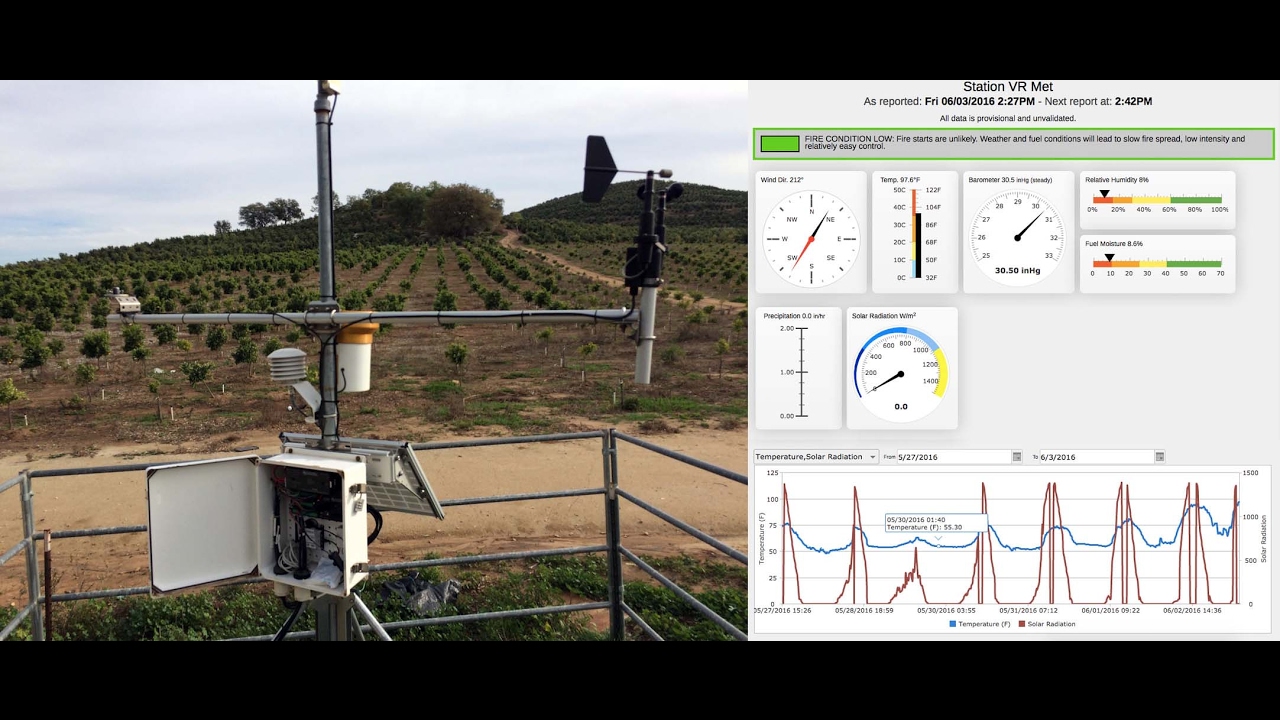 Station VR Met
As reported: Fri 06/03/2016 2:27PM - Next report at: 2:42PM
All data is provisional and unvalidated.
FIRE CONDITION LOW: Fire starts are unlikely. Weather and fuel conditions will lead to slow fire spread, low intensity and
relatively easy control.
Wind Dir. 212°
N
NE
E
SE
S
SW
W
NW
Temp. 97.6°F
50C 122F
40C 104F
30C 86F
20C 68F
10C 50F
0C 32F
Barometer 30.5 inHg (steady)
25 26 27 28 29 30 31 32 33
30.50 inHg
Relative Humidity 8%
0% 20% 40% 60% 80% 100%
Fuel Moisture 8.6%
0 10 20 30 40 50 60 70
Precipitation 0.0 in/hr
2.00
1.00
0.00
Solar Radiation W/m²
0 200 400 600 800 1000 1200 1400
0.0
Temperature,Solar Radiation From 5/27/2016 To 6/3/2016
125
100
75
50
25
0
Temperature (F)
05/30/2016 01:40
Temperature (F): 55.30
1500
1000
500
0
Solar Radiation
05/27/2016 15:26 05/28/2016 18:59 05/30/2016 03:55 05/31/2016 07:12 06/01/2016 09:22 06/02/2016 14:36
Temperature (F) Solar Radiation